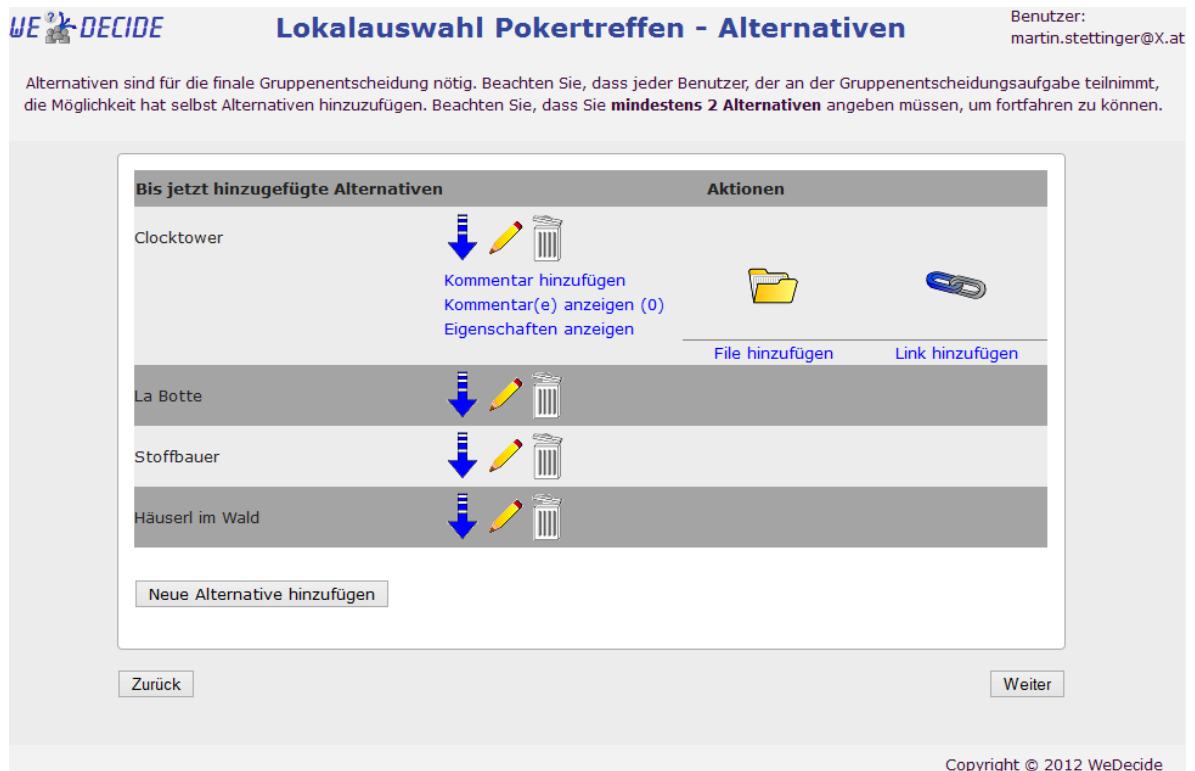 WE DECIDE
Lokalauswahl Pokertreffen - Alternativen
Benutzer:
martin.stettinger@X.at
Alternativen sind für die finale Gruppenentscheidung nötig. Beachten Sie, dass jeder Benutzer, der an der Gruppenentscheidungsaufgabe teilnimmt,
die Möglichkeit hat selbst Alternativen hinzuzufügen. Beachten Sie, dass Sie mindestens 2 Alternativen angeben müssen, um fortfahren zu können.
Bis jetzt hinzugefügte Alternativen Aktionen
Clocktower
Kommentar hinzufügen
Kommentar(e) anzeigen (0)
Eigenschaften anzeigen
File hinzufügen Link hinzufügen
La Botte
Stoffbauer
Häuserl im Wald
Neue Alternative hinzufügen
Zurück Weiter
Copyright © 2012 WeDecide